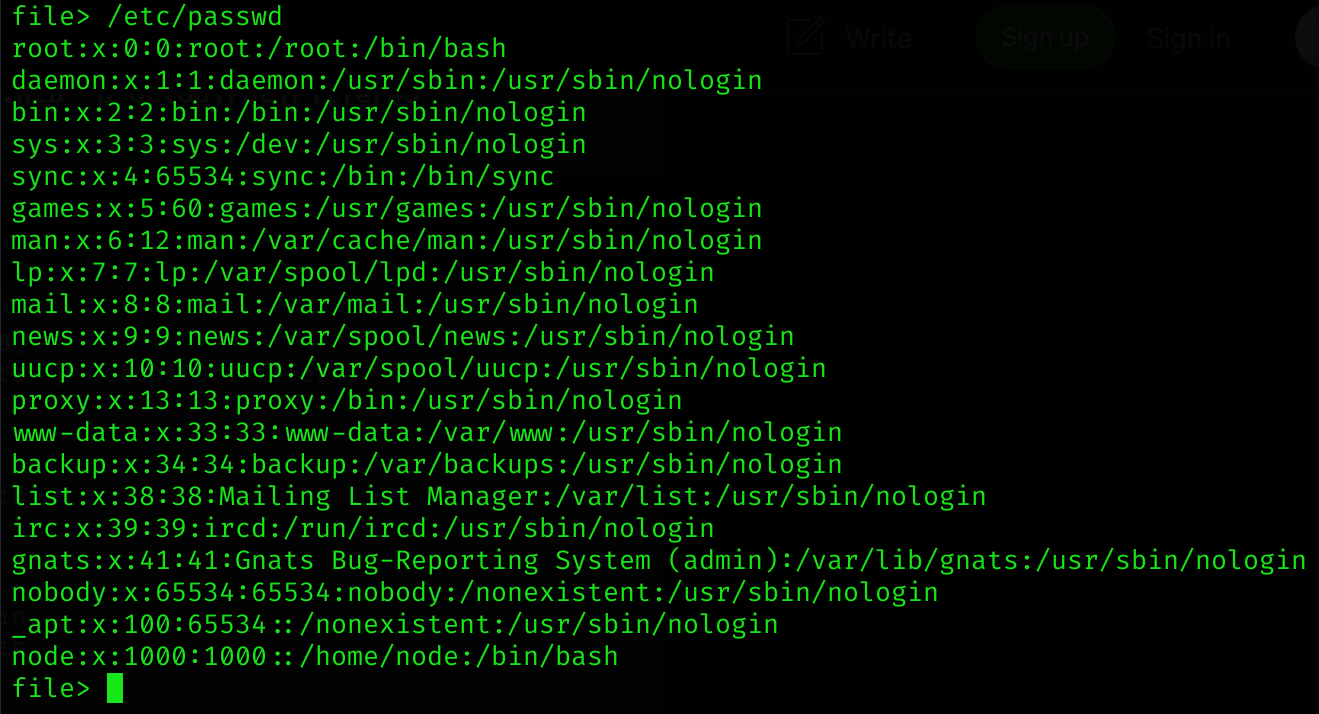 file> /etc/passwd
root:x:0:0:root:/root:/bin/bash
daemon:x:1:1:daemon:/usr/sbin:/usr/sbin/nologin
bin:x:2:2:bin:/bin:/usr/sbin/nologin
sys:x:3:3:sys:/dev:/usr/sbin/nologin
sync:x:4:65534:sync:/bin:/bin/sync
games:x:5:60:games:/usr/games:/usr/sbin/nologin
man:x:6:12:man:/var/cache/man:/usr/sbin/nologin
lp:x:7:7:lp:/var/spool/lpd:/usr/sbin/nologin
mail:x:8:8:mail:/var/mail:/usr/sbin/nologin
news:x:9:9:news:/var/spool/news:/usr/sbin/nologin
uucp:x:10:10:uucp:/var/spool/uucp:/usr/sbin/nologin
proxy:x:13:13:proxy:/bin:/usr/sbin/nologin
www-data:x:33:33:www-data:/var/www:/usr/sbin/nologin
backup:x:34:34:backup:/var/backups:/usr/sbin/nologin
list:x:38:38:Mailing List Manager:/var/list:/usr/sbin/nologin
irc:x:39:39:ircd:/run/ircd:/usr/sbin/nologin
gnats:x:41:41:Gnats Bug-Reporting System (admin):/var/lib/gnats:/usr/sbin/nologin
nobody:x:65534:65534:nobody:/nonexistent:/usr/sbin/nologin
_apt:x:100:65534::/nonexistent:/usr/sbin/nologin
node:x:1000:1000::/home/node:/bin/bash
file>
Write Sign up Sign in